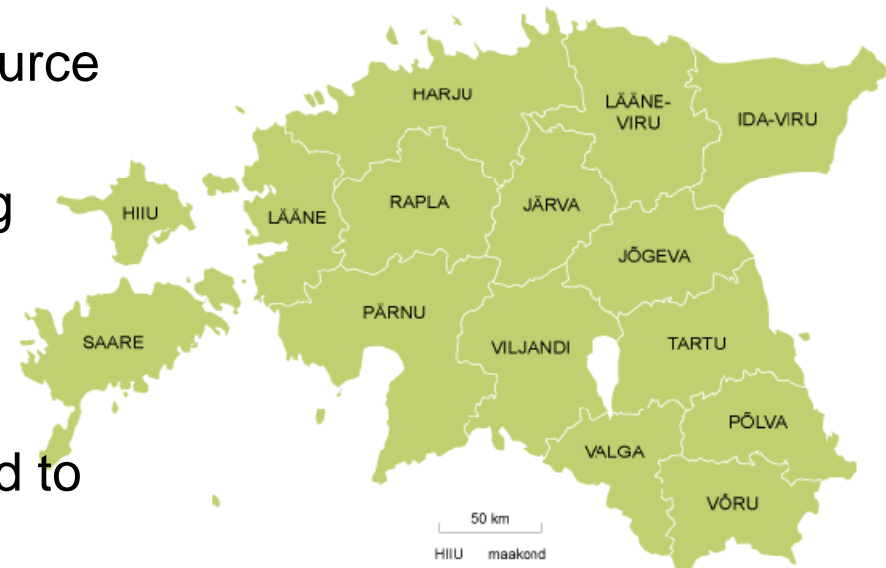 urce
g
d to
HARJU
LÄÄNE-
VIRU
IDA-VIRU
HIIU
LÄÄNE
RAPLA
JÄRVA
JÕGEVA
SAARE
PÄRNU
VILJANDI
TARTU
VALGA
PÕLVA
VÕRU
50 km
HIIU maakond